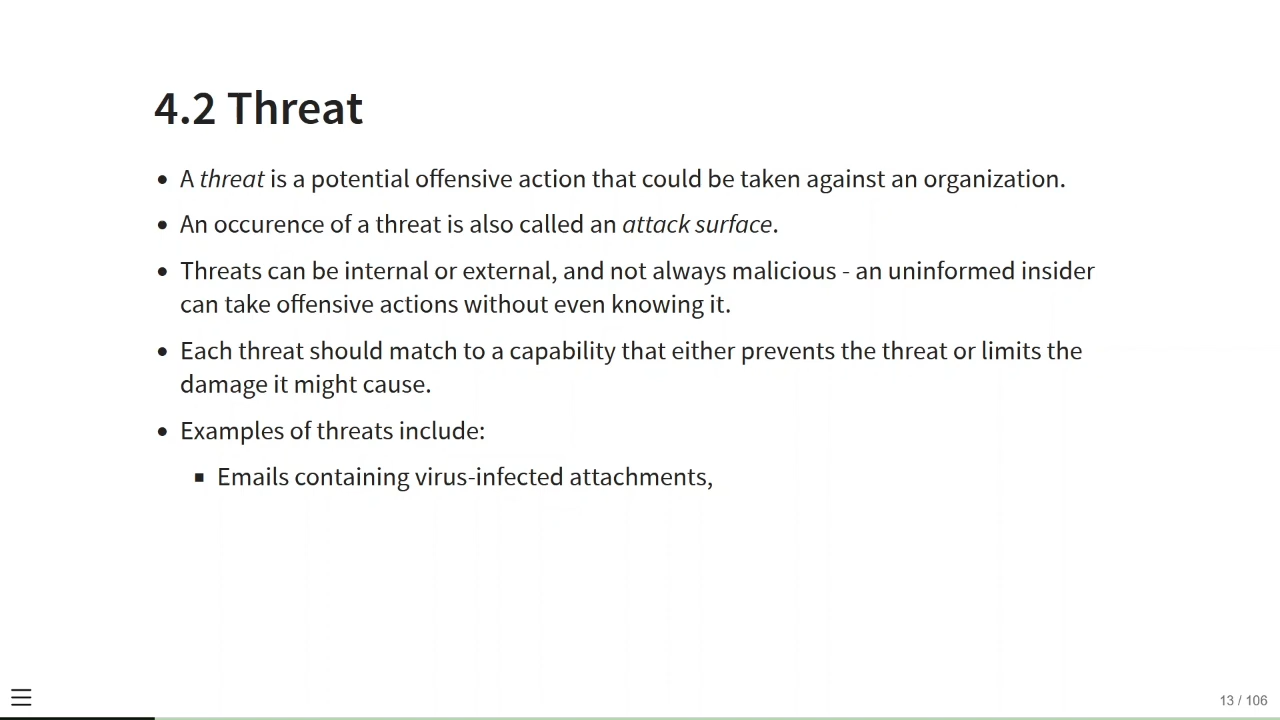 4.2 Threat
• A threat is a potential offensive action that could be taken against an organization.
• An occurence of a threat is also called an attack surface.
• Threats can be internal or external, and not always malicious - an uninformed insider
can take offensive actions without even knowing it.
• Each threat should match to a capability that either prevents the threat or limits the
damage it might cause.
• Examples of threats include:
▪ Emails containing virus-infected attachments,
13 / 106